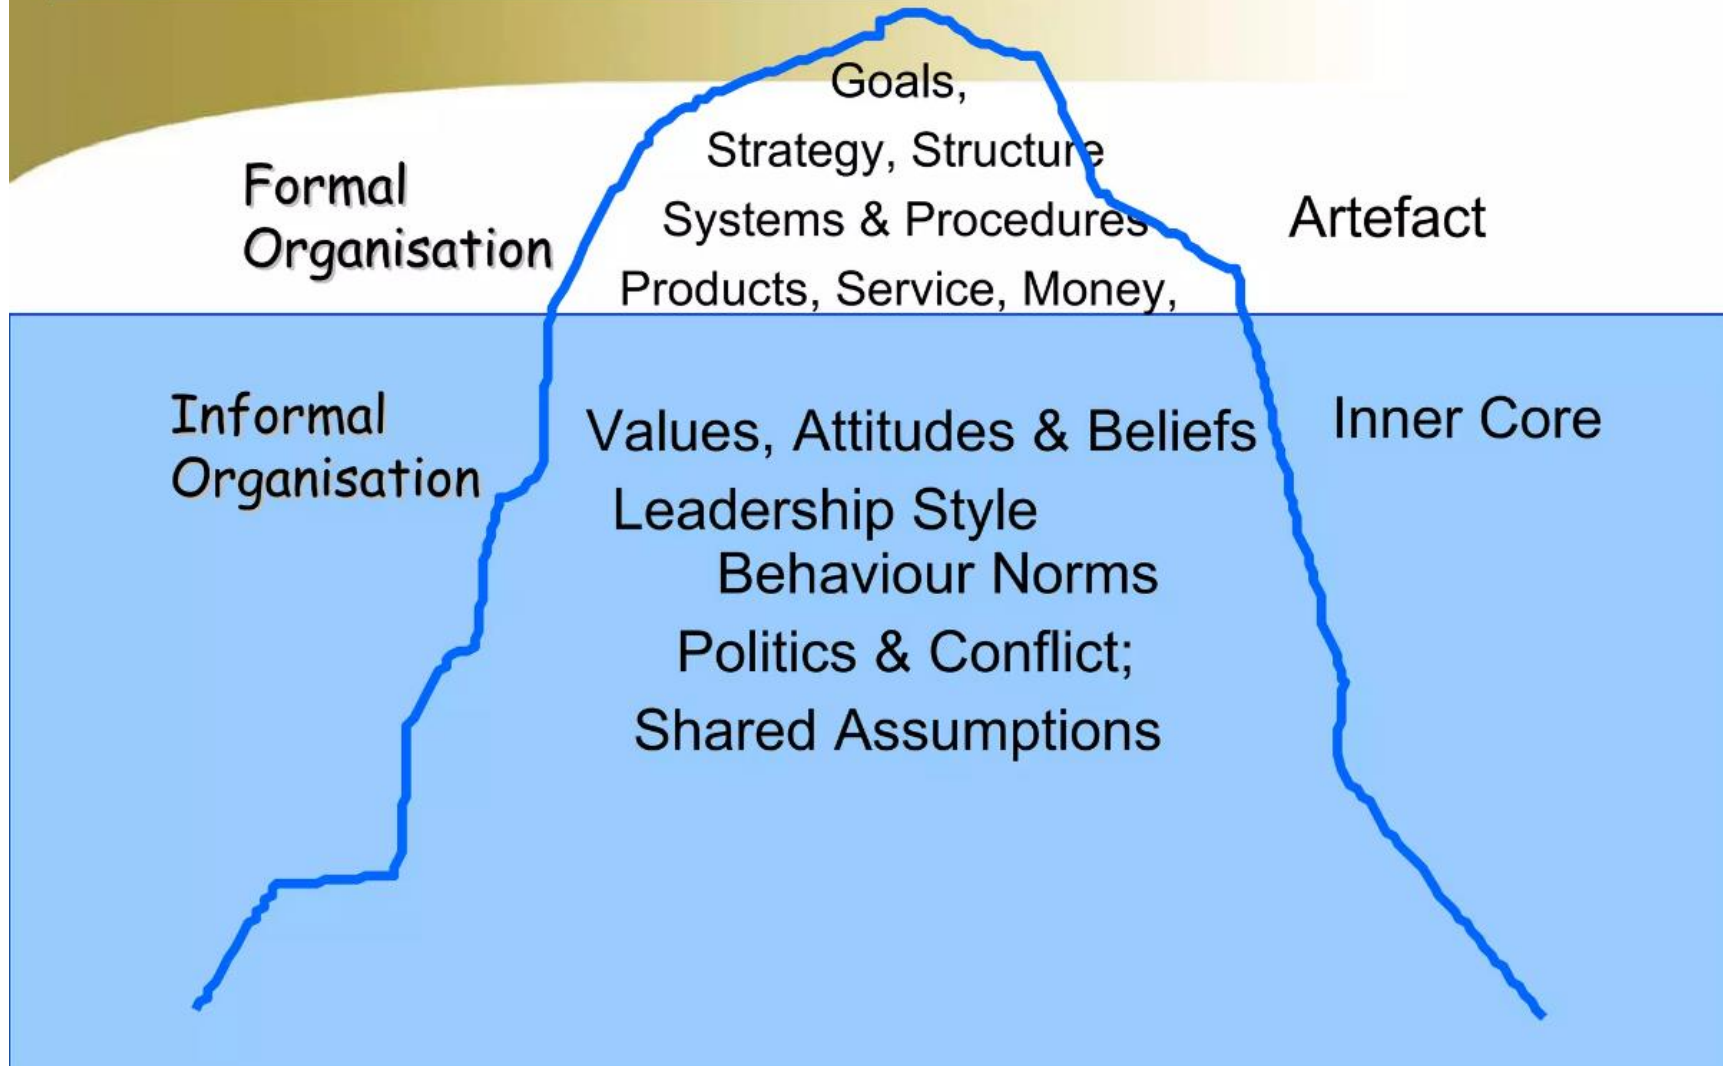 Goals,
Strategy, Structure
Systems & Procedures
Products, Service, Money,
Formal
Organisation
Artefact
Informal
Organisation
Values, Attitudes & Beliefs
Leadership Style
Behaviour Norms
Politics & Conflict;
Shared Assumptions
Inner Core